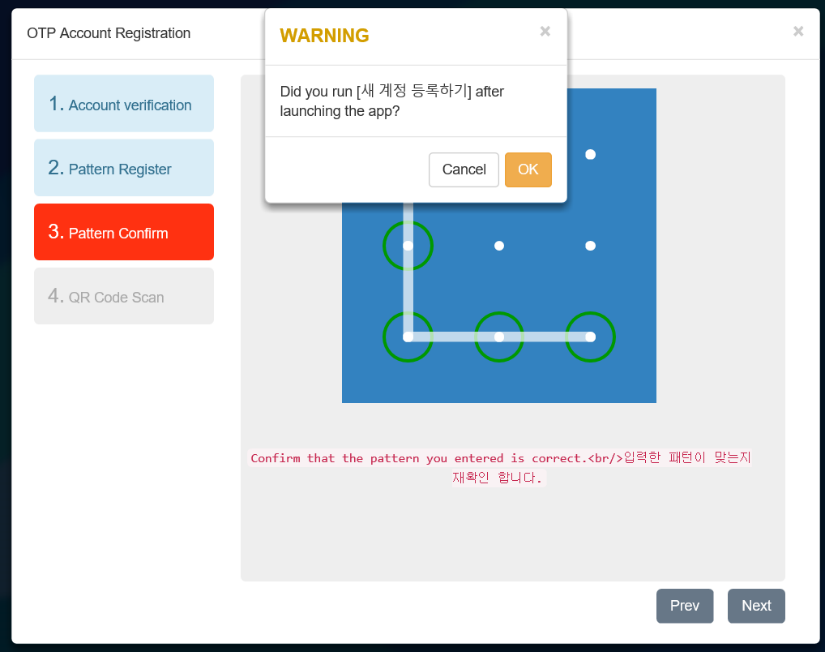 OTP Account Registration
WARNING
×
×
Did you run [새 계정 등록하기] after
launching the app?
Cancel
OK
1. Account verification
2. Pattern Register
3. Pattern Confirm
4. QR Code Scan
Confirm that the pattern you entered is correct.<br/>입력한 패턴이 맞는지
재확인 합니다.
Prev
Next